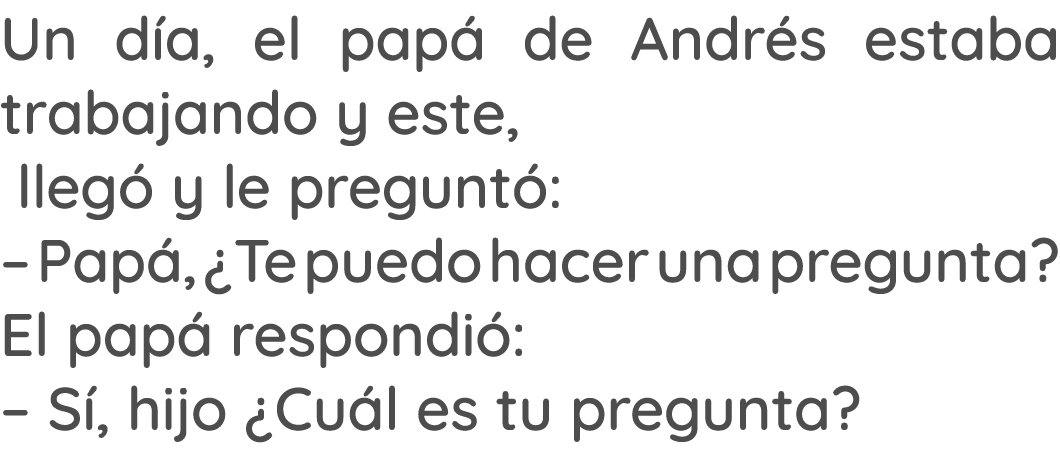 Un día, el papá de Andrés estaba
trabajando y este,
llegó y le preguntó:
– Papá, ¿Te puedo hacer una pregunta?
El papá respondió:
– Sí, hijo ¿Cuál es tu pregunta?